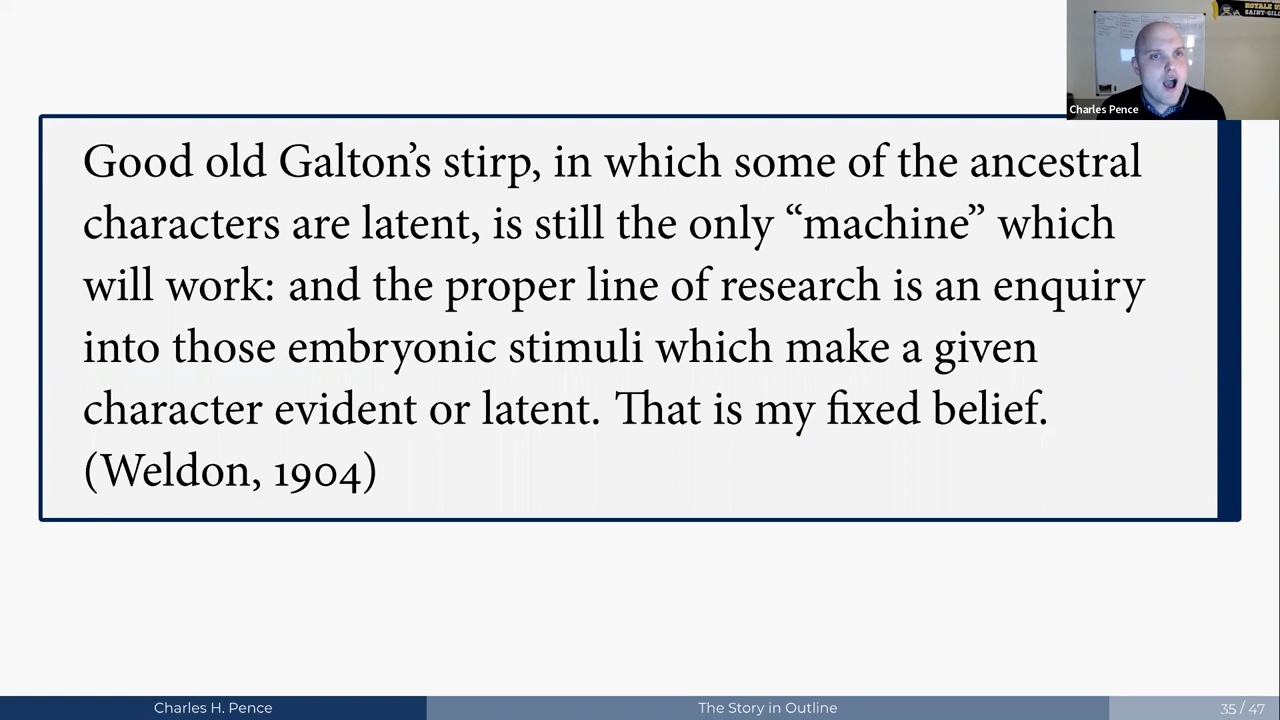 ROYALE U
SAINT-GIL
Charles Pence
Good old Galton’s stirp, in which some of the ancestral
characters are latent, is still the only “machine” which
will work: and the proper line of research is an enquiry
into those embryonic stimuli which make a given
character evident or latent. That is my fixed belief.
(Weldon, 1904)
Charles H. Pence
The Story in Outline
35 / 47